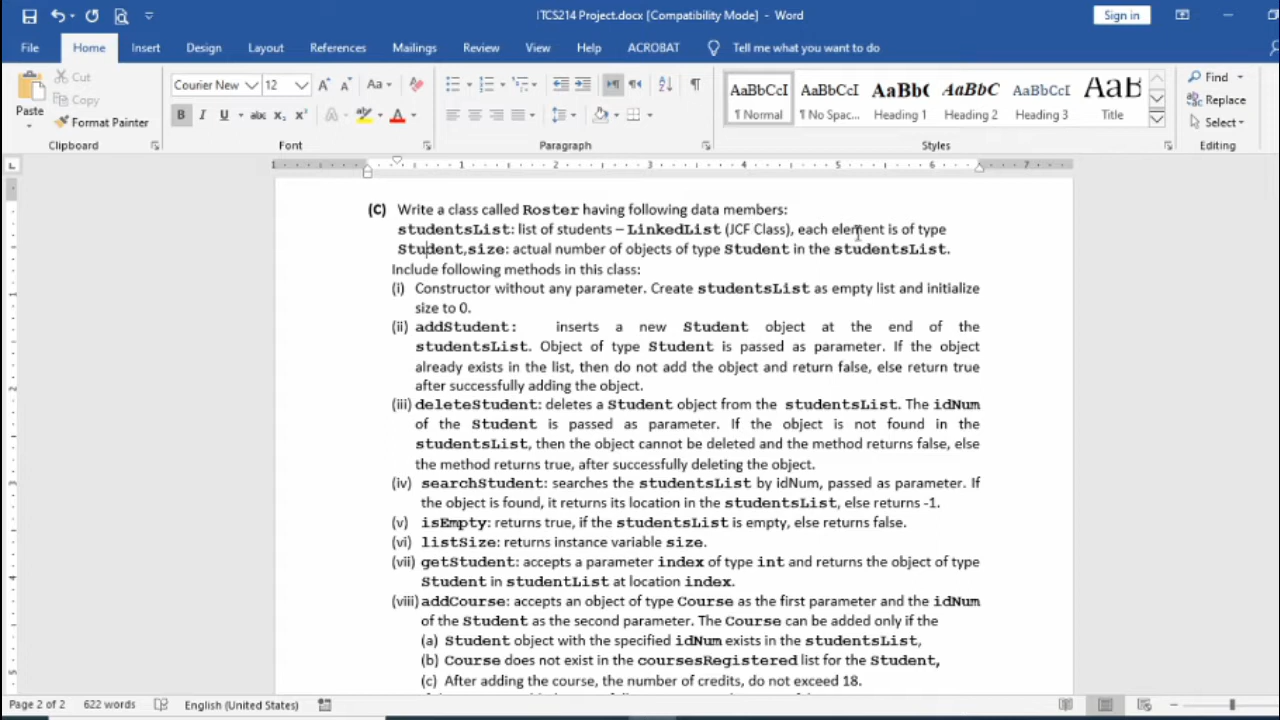 ITCS214 Project.docx [Compatibility Mode] - Word
Sign in
File Home Insert Design Layout References Mailings Review View Help ACROBAT Tell me what you want to do
Cut
Copy
Paste
Format Painter
Clipboard
Courier New 12
Font
Paragraph
AaBbCcI AaBbCcI AaBb( AaBbC AaBbCcI AaB
¶ Normal ¶ No Spac... Heading 1 Heading 2 Heading 3 Title
Styles
Find
Replace
Select
Editing
1 1 2 3 4 5 6 7
(C) Write a class called Roster having following data members:
studentsList: list of students – LinkedList (JCF Class), each element is of type
Student,size: actual number of objects of type Student in the studentsList.
Include following methods in this class:
(i) Constructor without any parameter. Create studentsList as empty list and initialize
size to 0.
(ii) addStudent: inserts a new Student object at the end of the
studentsList. Object of type Student is passed as parameter. If the object
already exists in the list, then do not add the object and return false, else return true
after successfully adding the object.
(iii) deleteStudent: deletes a Student object from the studentsList. The idNum
of the Student is passed as parameter. If the object is not found in the
studentsList, then the object cannot be deleted and the method returns false, else
the method returns true, after successfully deleting the object.
(iv) searchStudent: searches the studentsList by idNum, passed as parameter. If
the object is found, it returns its location in the studentsList, else returns -1.
(v) isEmpty: returns true, if the studentsList is empty, else returns false.
(vi) listSize: returns instance variable size.
(vii) getStudent: accepts a parameter index of type int and returns the object of type
Student in studentList at location index.
(viii) addCourse: accepts an object of type Course as the first parameter and the idNum
of the Student as the second parameter. The Course can be added only if the
(a) Student object with the specified idNum exists in the studentsList,
(b) Course does not exist in the coursesRegistered list for the Student,
(c) After adding the course, the number of credits, do not exceed 18.
Page 2 of 2 622 words English (United States)